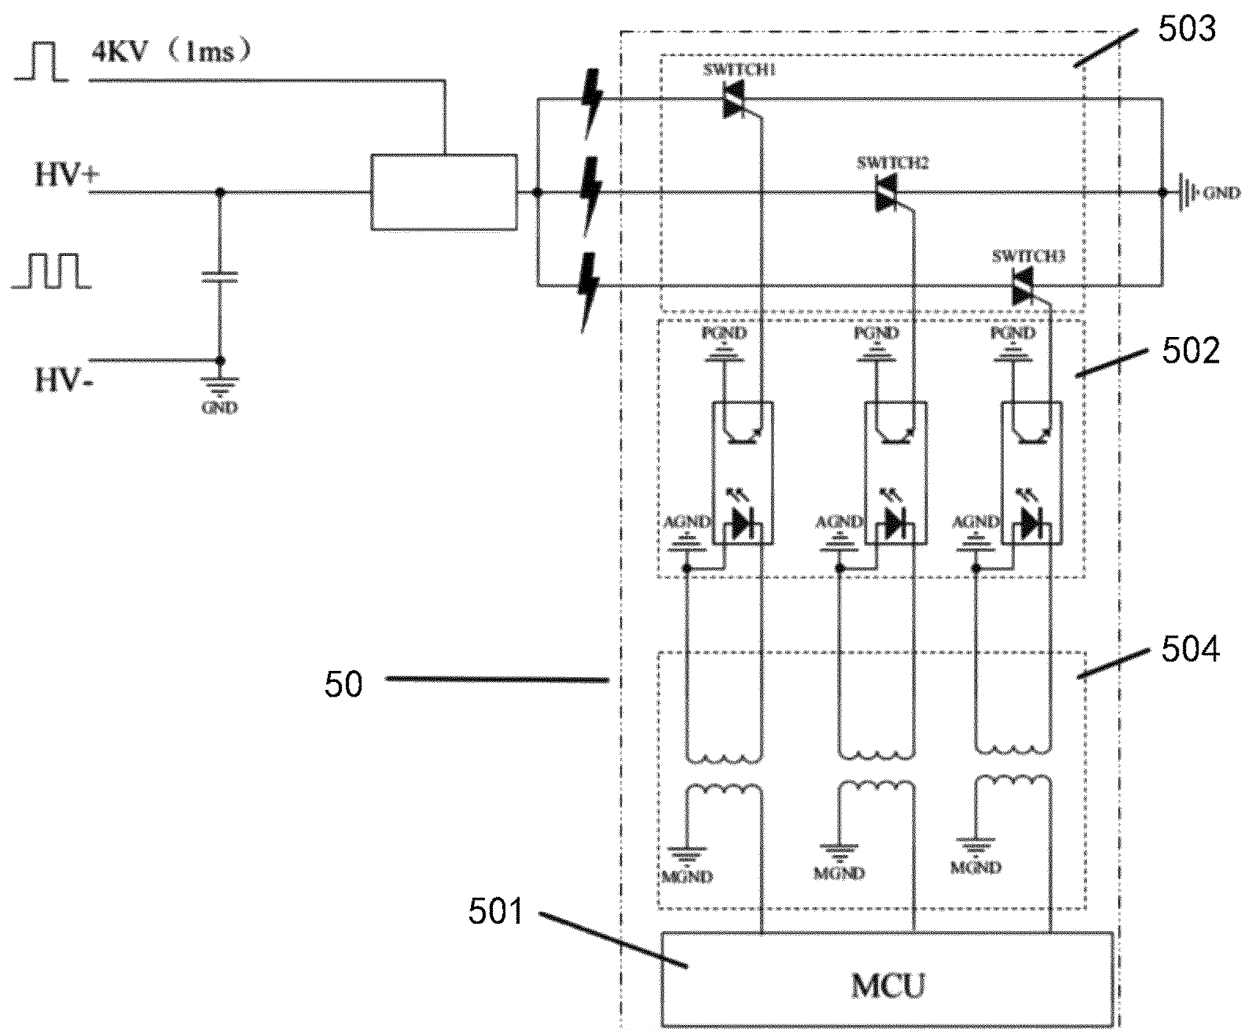 503
4KV（1ms）
SWITCH1
HV+
SWITCH2
GND
SWITCH3
PGND
PGND
PGND
502
HV-
GND
AGND
AGND
AGND
504
50
MGND
MGND
MGND
501
MCU